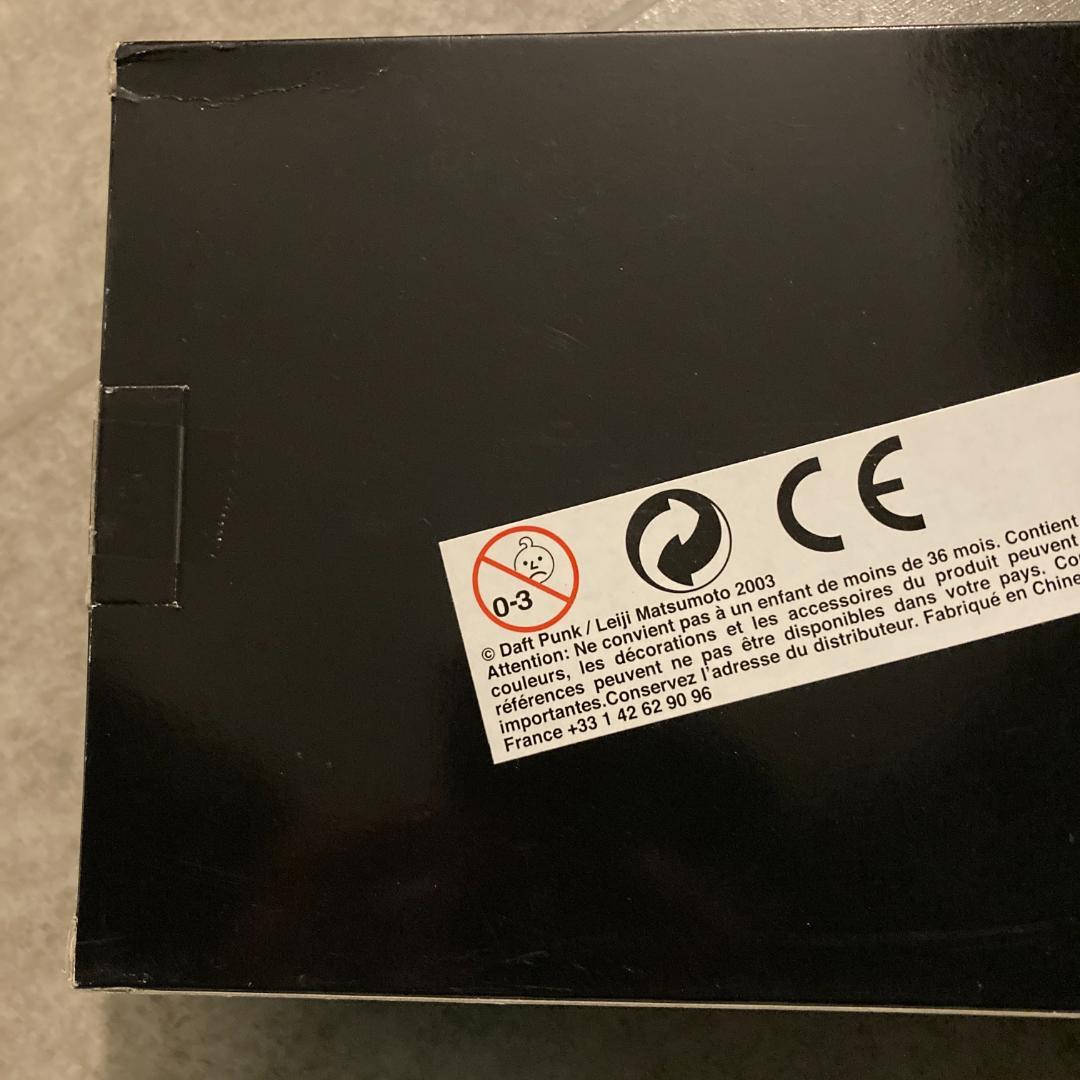 0-3
CE
© Daft Punk / Leiji Matsumoto 2003
Attention: Ne convient pas à un enfant de moins de 36 mois. Contient
couleurs, les décorations et les accessoires du produit peuvent
références peuvent ne pas être disponibles dans votre pays.
importantes.Conservez l'adresse du distributeur. Fabriqué en Chine
France +33 1 42 62 90 96